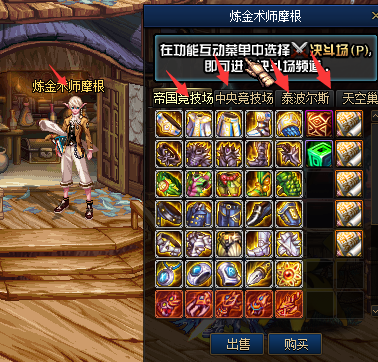 炼金术师摩根
炼金术师摩根
在功能互动菜单中选择 决斗场(P),
即可进 决斗场频道。
帝国竞技场 中央竞技场 泰波尔斯 天空巢
出售 购买